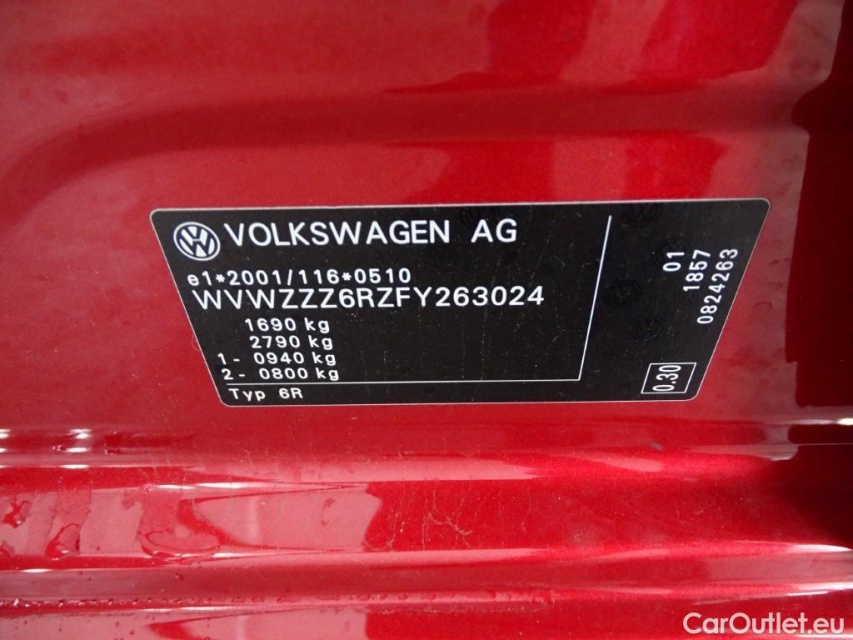 VOLKSWAGEN AG
e1*2001/116*0510
WVWZZZ6RZFY263024
1690 kg
2790 kg
1- 0940 kg
2- 0800 kg
Typ 6R
01
1857
0824263
0.30
CarOutlet.eu